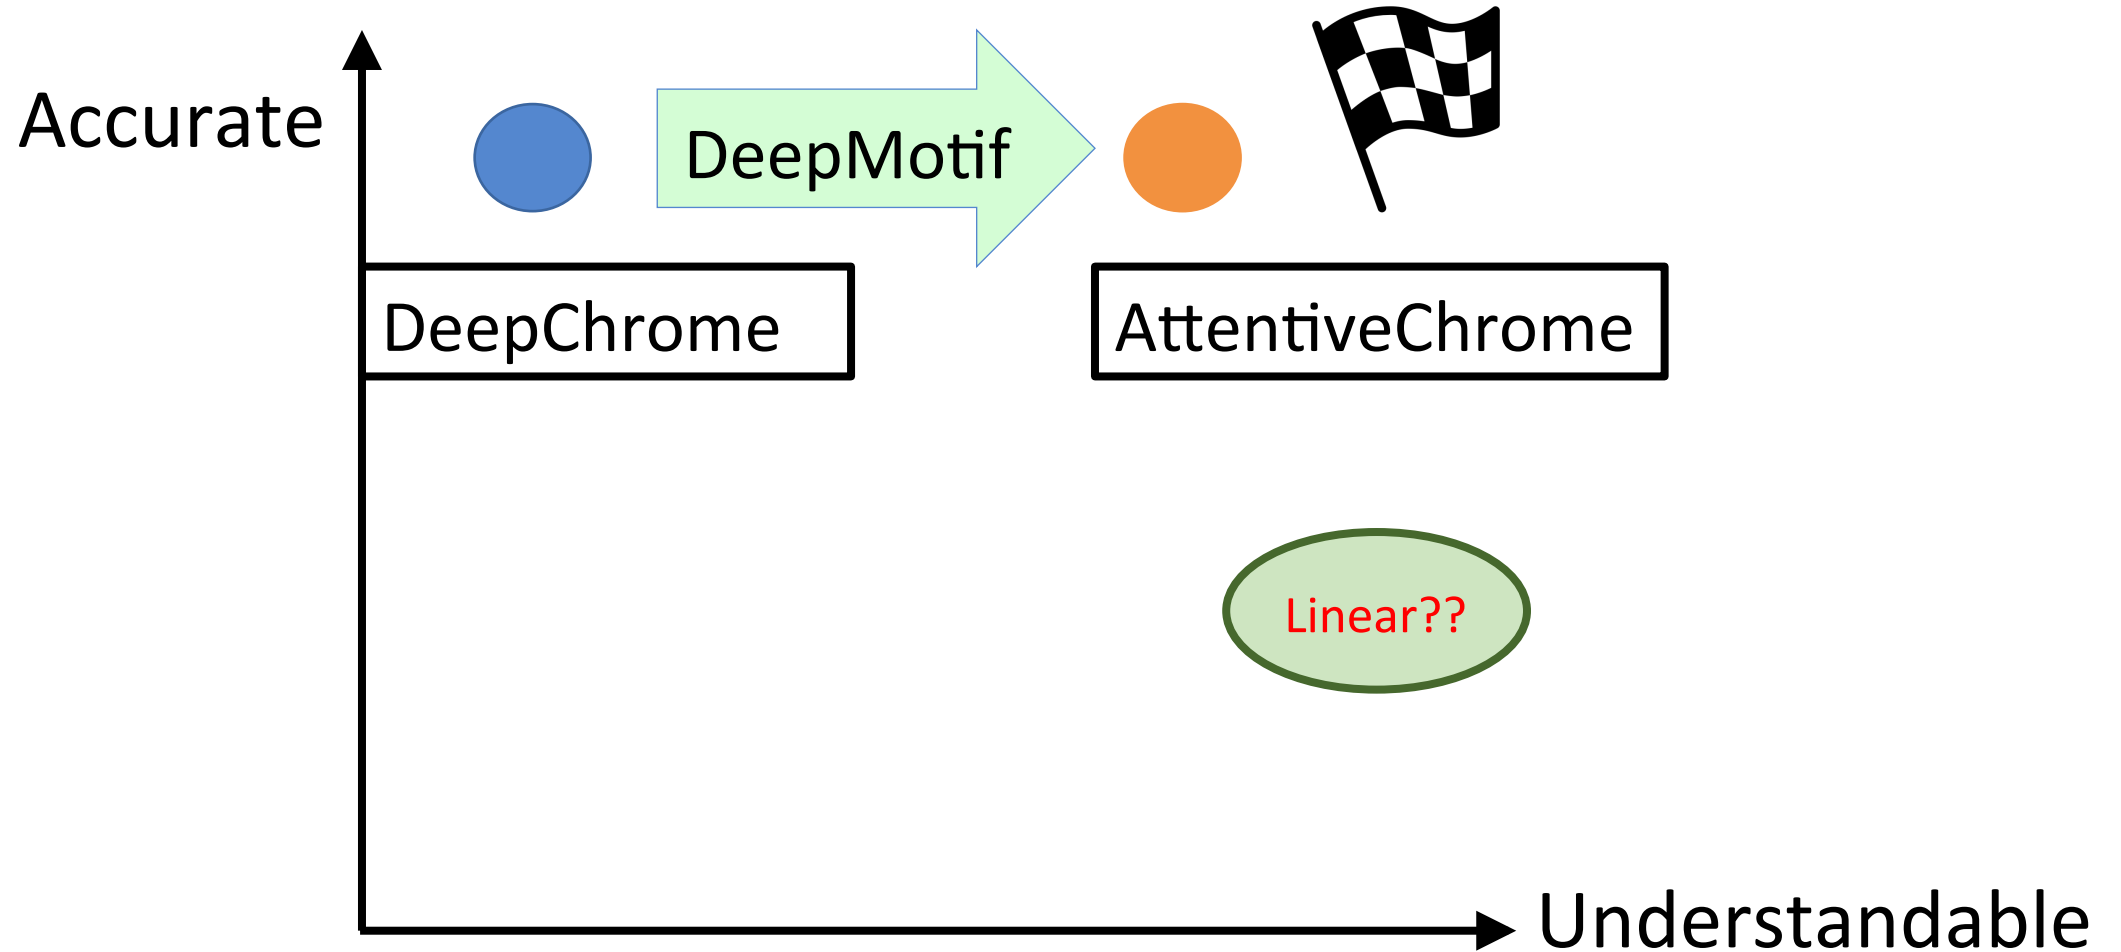 Accurate
DeepMotif
DeepChrome
AttentiveChrome
Linear??
Understandable